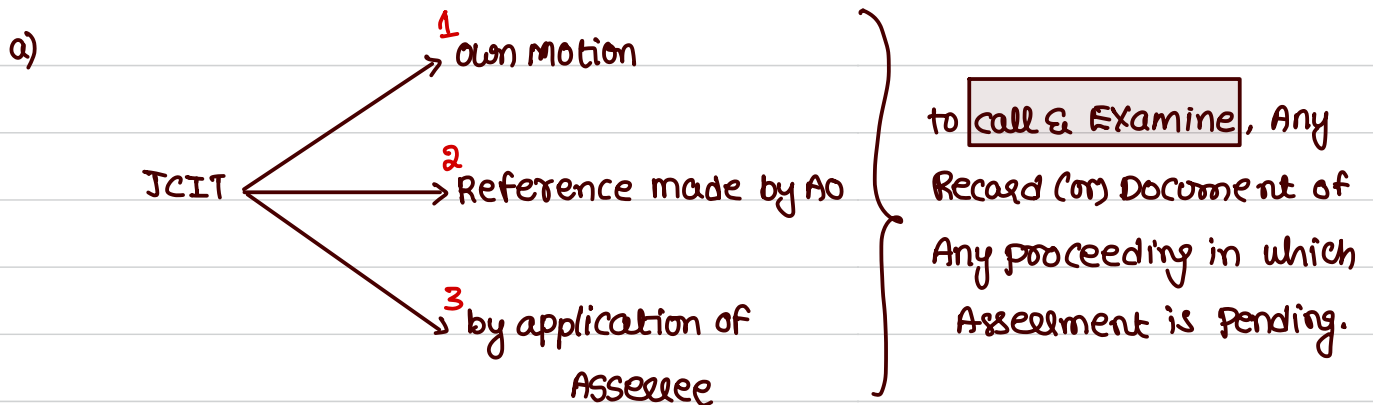 a)
1 own motion
JCIT
2 Reference made by AO
3 by application of
Assessee
to call & Examine, Any
Record (or) Document of
Any proceeding in which
Assessment is Pending.